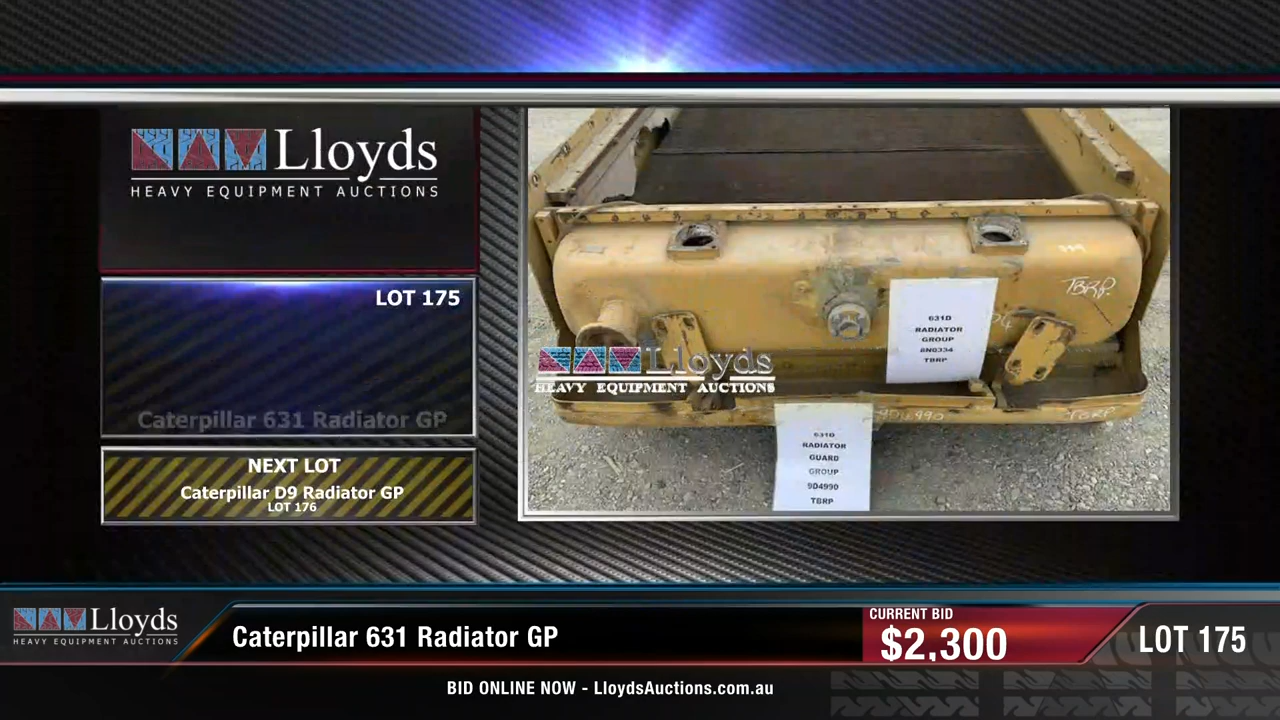 Lloyds
HEAVY EQUIPMENT AUCTIONS
LOT 175
Caterpillar 631 Radiator GP
NEXT LOT
Caterpillar D9 Radiator GP
LOT 176
TBRP.
631D
RADIATOR
GROUP
8N0334
TBRP
Lloyds
HEAVY EQUIPMENT AUCTIONS
9D4990
TBRP
631D
RADIATOR
GUARD
GROUP
9D4990
TBRP
Lloyds
HEAVY EQUIPMENT AUCTIONS
Caterpillar 631 Radiator GP
CURRENT BID
$2,300
LOT 175
BID ONLINE NOW - LloydsAuctions.com.au